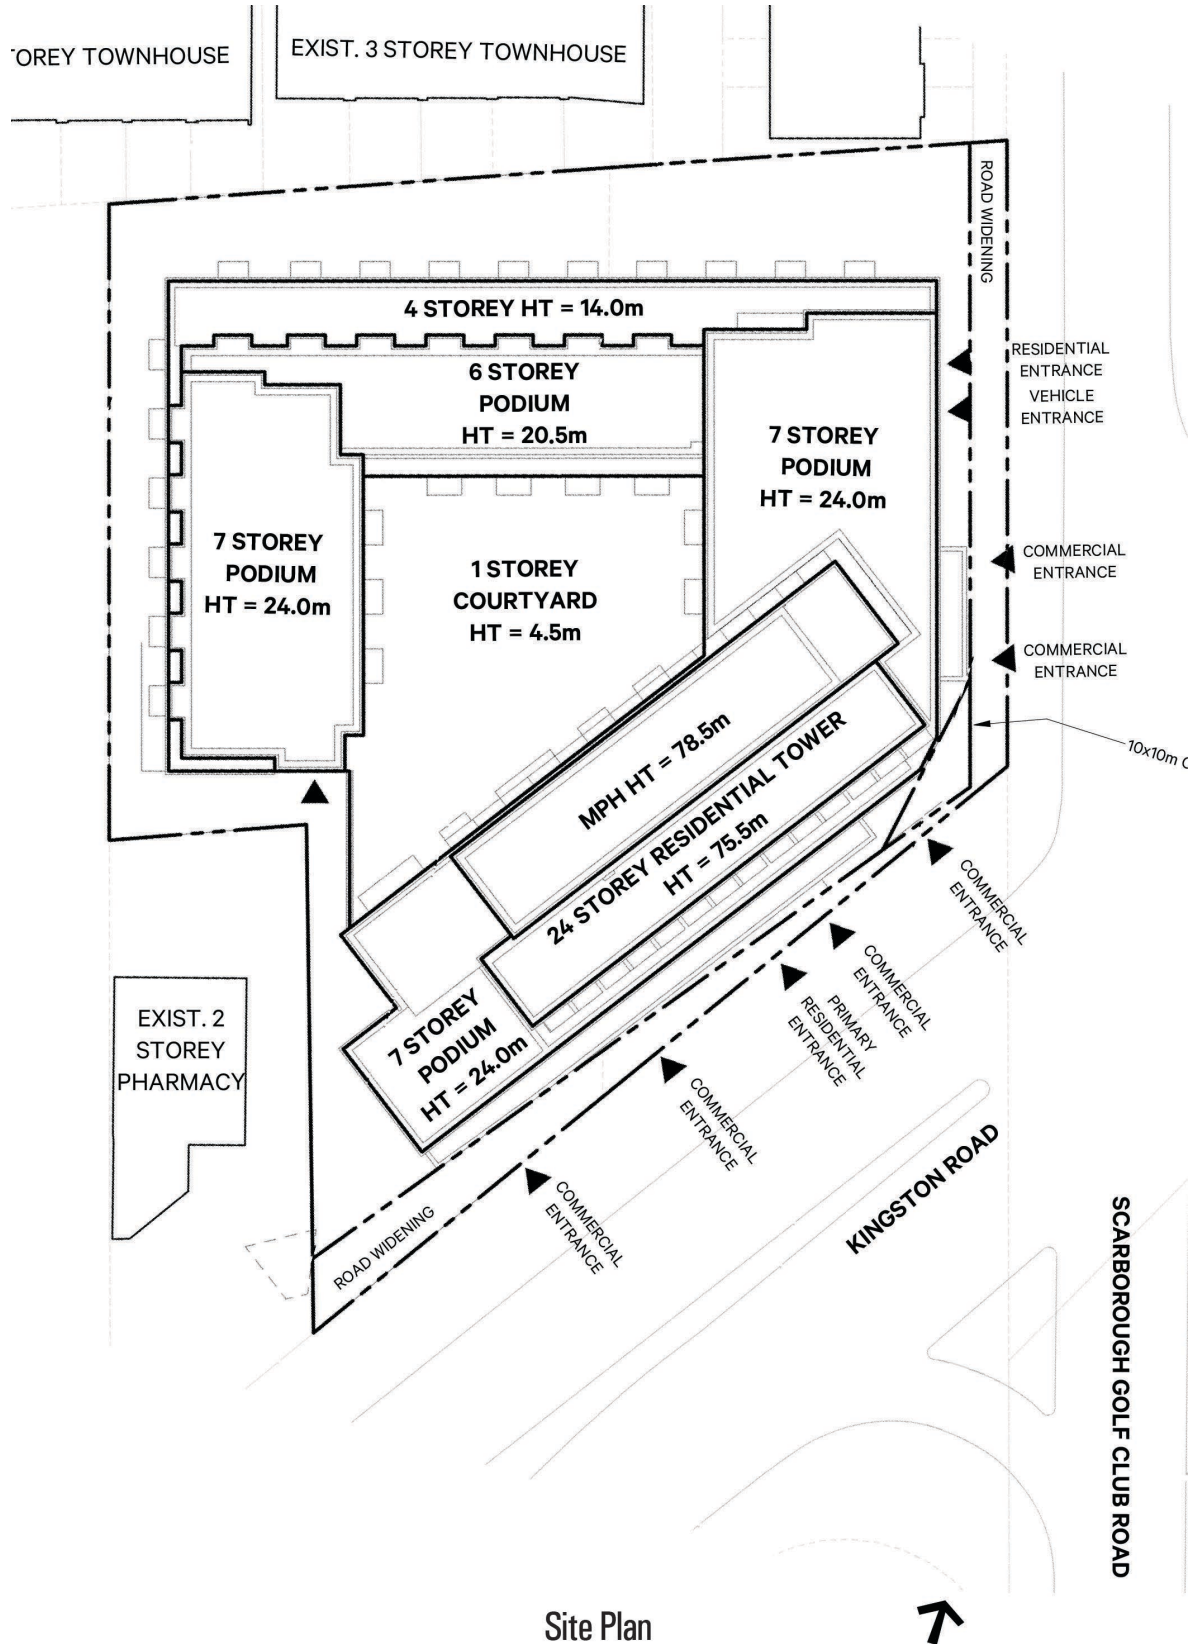 TOREY TOWNHOUSE
EXIST. 3 STOREY TOWNHOUSE
ROAD WIDENING
4 STOREY HT = 14.0m
RESIDENTIAL
ENTRANCE
VEHICLE
ENTRANCE
6 STOREY
PODIUM
HT = 20.5m
7 STOREY
PODIUM
HT = 24.0m
7 STOREY
PODIUM
HT = 24.0m
1 STOREY
COURTYARD
HT = 4.5m
COMMERCIAL
ENTRANCE
COMMERCIAL
ENTRANCE
10x10m C
MPH HT = 78.5m
24 STOREY RESIDENTIAL TOWER
HT = 75.5m
COMMERCIAL
ENTRANCE
COMMERCIAL
ENTRANCE
PRIMARY
RESIDENTIAL
ENTRANCE
7 STOREY
PODIUM
HT = 24.0m
EXIST. 2
STOREY
PHARMACY
COMMERCIAL
ENTRANCE
COMMERCIAL
ENTRANCE
ROAD WIDENING
KINGSTON ROAD
SCARBOROUGH GOLF CLUB ROAD
Site Plan